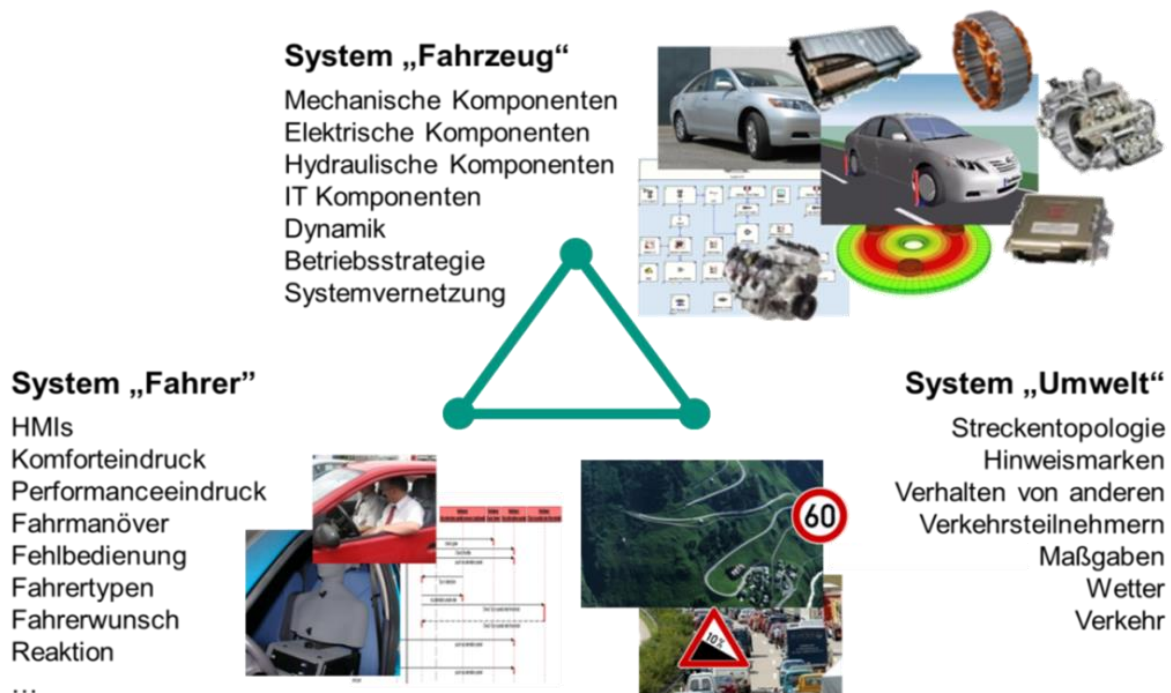 System „Fahrzeug“
Mechanische Komponenten
Elektrische Komponenten
Hydraulische Komponenten
IT Komponenten
Dynamik
Betriebsstrategie
Systemvernetzung
System „Fahrer”
HMIs
Komforteindruck
Performanceeindruck
Fahrmanöver
Fehlbedienung
Fahrertypen
Fahrerwunsch
Reaktion
...
System „Umwelt“
Streckentopologie
Hinweismarken
Verhalten von anderen
Verkehrsteilnehmern
Maßgaben
Wetter
Verkehr
60
10%